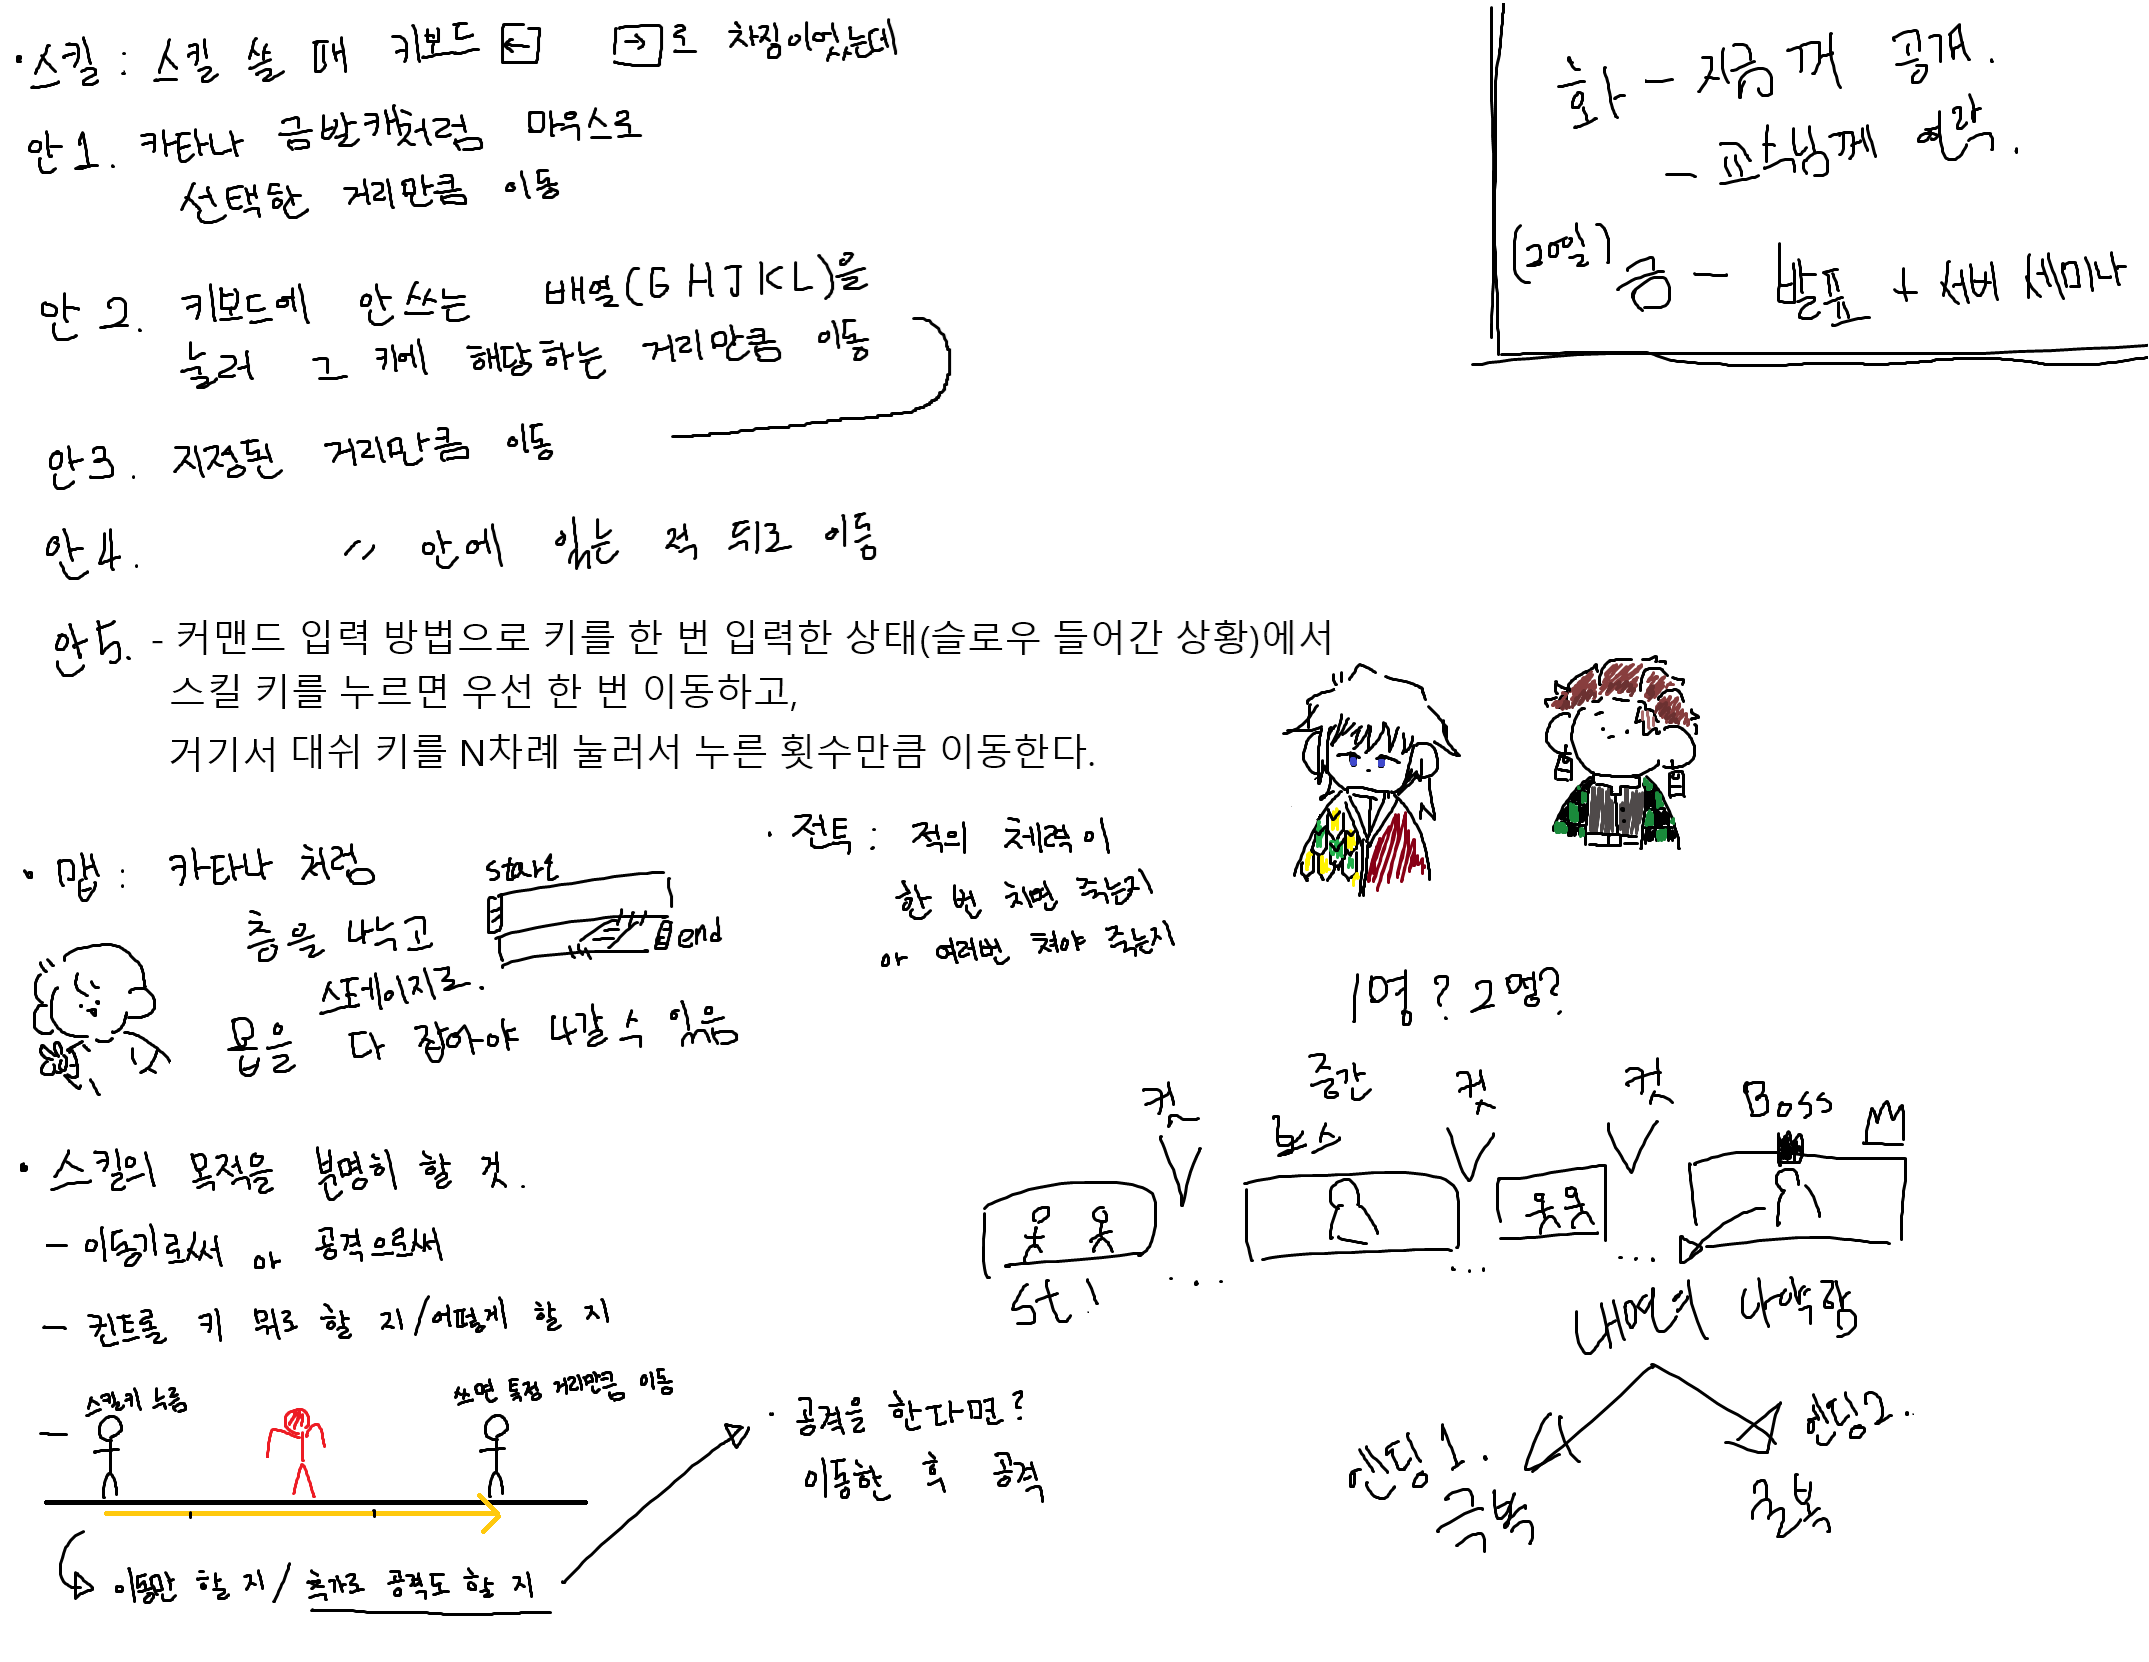 · 스킬 : 스킬 쓸 때 키보드 ← → 로 차징이었는데
안1. 카타나 금발캐처럼 마우스로
선택한 거리만큼 이동
안2. 키보드에 안쓰는 배열(G H J K L)을
눌러 그 키에 해당하는 거리만큼 이동
안3. 지정된 거리만큼 이동
안4. 〃 안에 있는 적 뒤로 이동
안5. - 커맨드 입력 방법으로 키를 한 번 입력한 상태(슬로우 들어간 상황)에서
스킬 키를 누르면 우선 한 번 이동하고,
거기서 대쉬 키를 N차례 눌러서 누른 횟수만큼 이동한다.
화 - 지금꺼 공개.
- 교수님께 연락.
(20일) 금 - 발표 + 서버 세미나
· 맵 : 카타나 처럼
층을 나누고
스테이지로.
몹을 다 잡아야 나갈 수 있음
start
end
· 전투 : 적의 체력이
한 번 치면 죽는지
아 여러번 쳐야 죽는지
1명? 2명?
컷
중간
보스
컷
컷
Boss
St 1
...
...
...
내면의 나약함
엔딩 1.
극복
엔딩 2.
굴복
· 스킬의 목적을 분명히 할 것.
- 이동기로써 아 공격으로써
- 컨트롤 키 뭐로 할 지/어떻게 할 지
- 스킬키 누름
쓰면 특정 거리만큼 이동
이동만 할 지 / 추가로 공격도 할 지
· 공격을 한다면?
이동한 후 공격